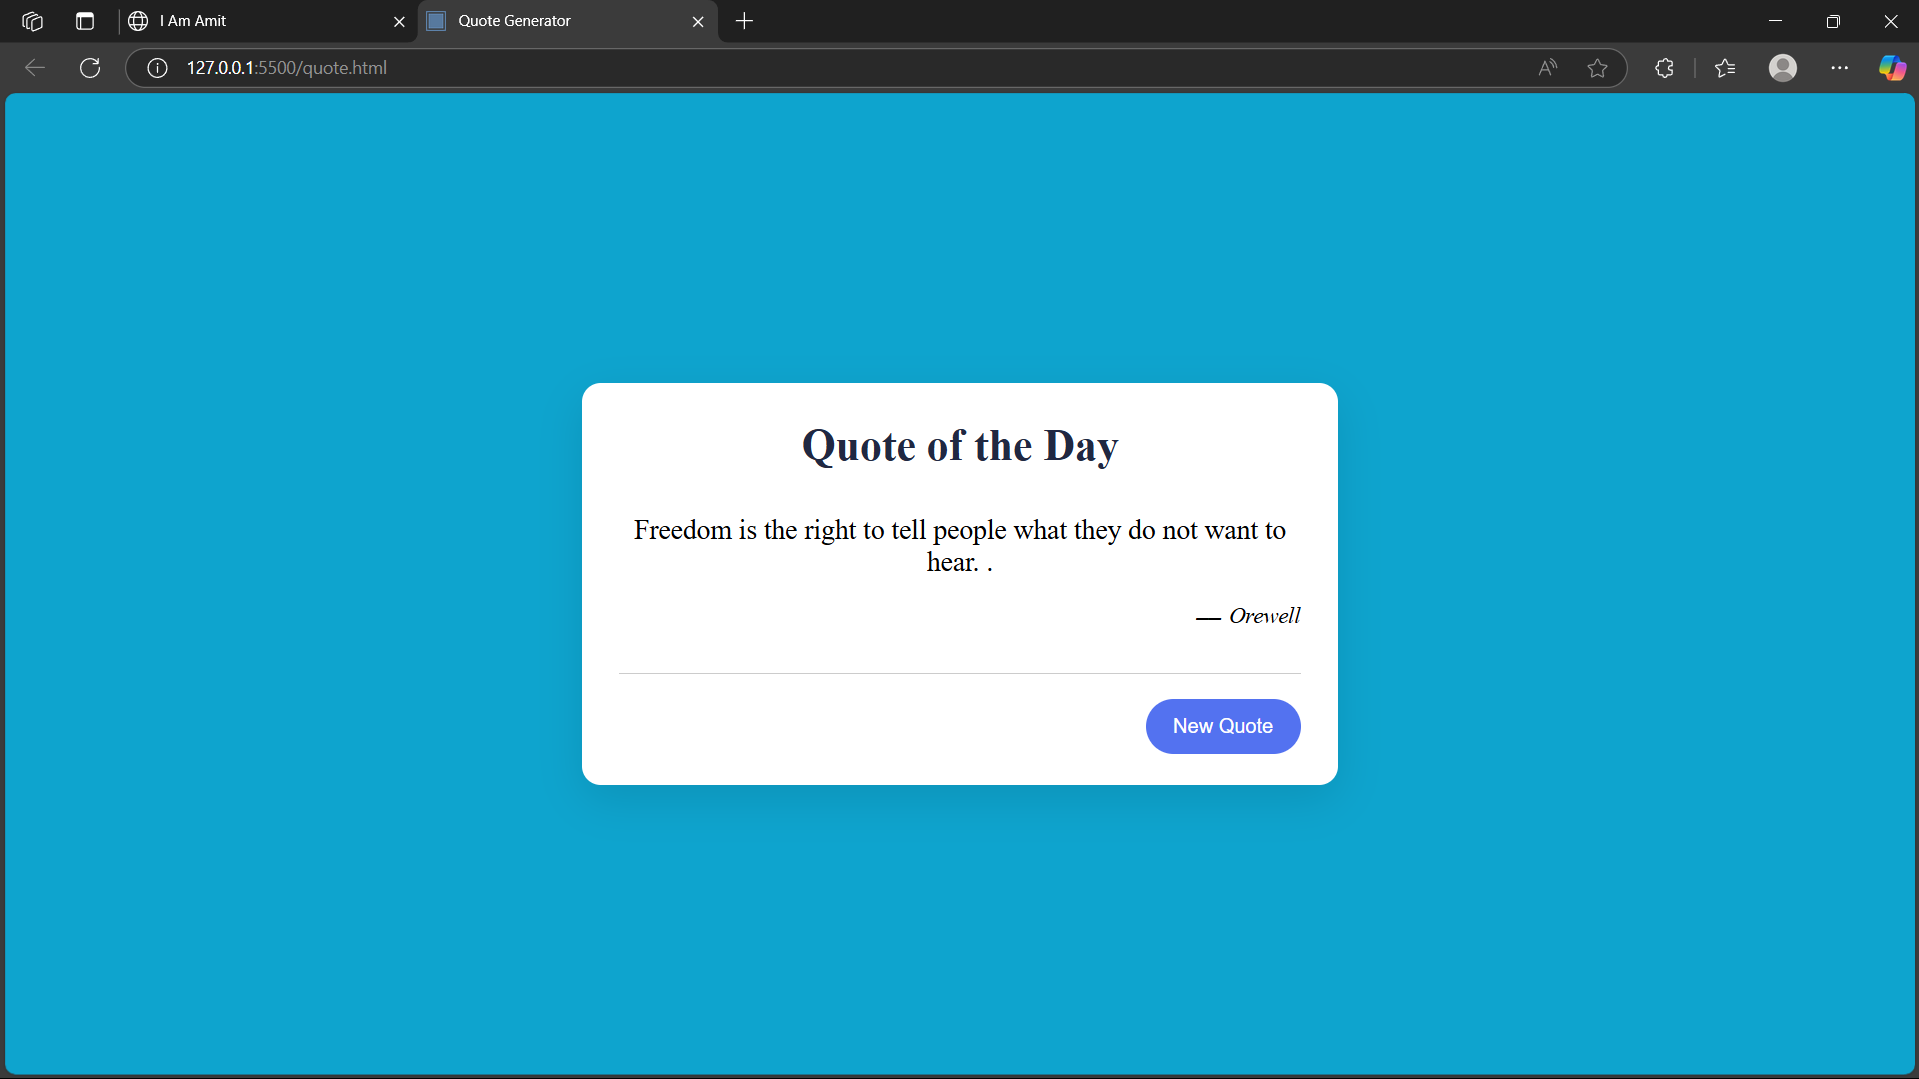 I Am Amit
Quote Generator
127.0.0.1:5500/quote.html
Quote of the Day
Freedom is the right to tell people what they do not want to
hear. .
— Orewell
New Quote